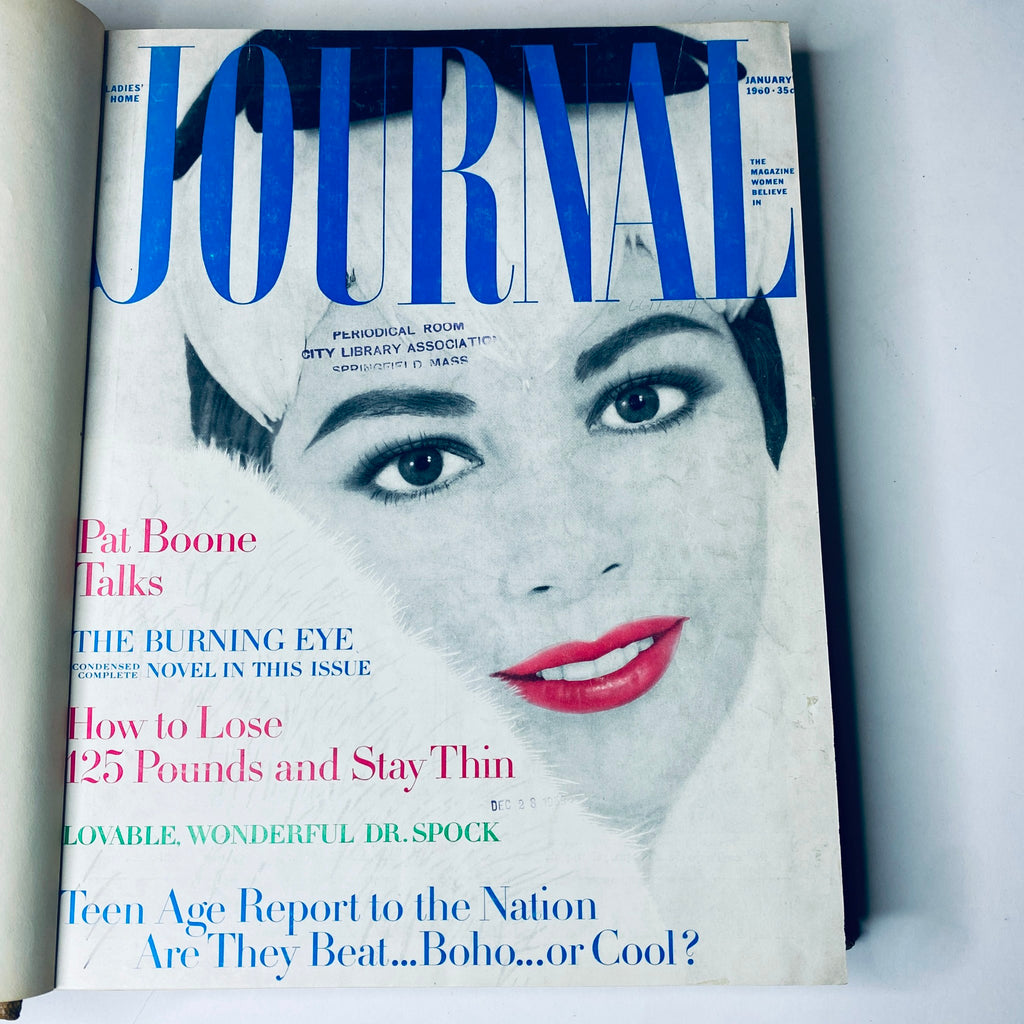 LADIES'
HOME
JOURNAL
JANUARY
1960 · 35¢
THE
MAGAZINE
WOMEN
BELIEVE
IN
PERIODICAL ROOM
CITY LIBRARY ASSOCIATION
SPRINGFIELD MASS
Pat Boone
Talks
THE BURNING EYE
CONDENSED
COMPLETE NOVEL IN THIS ISSUE
How to Lose
125 Pounds and Stay Thin
DEC 28
LOVABLE, WONDERFUL DR. SPOCK
Teen Age Report to the Nation
Are They Beat...Boho...or Cool?